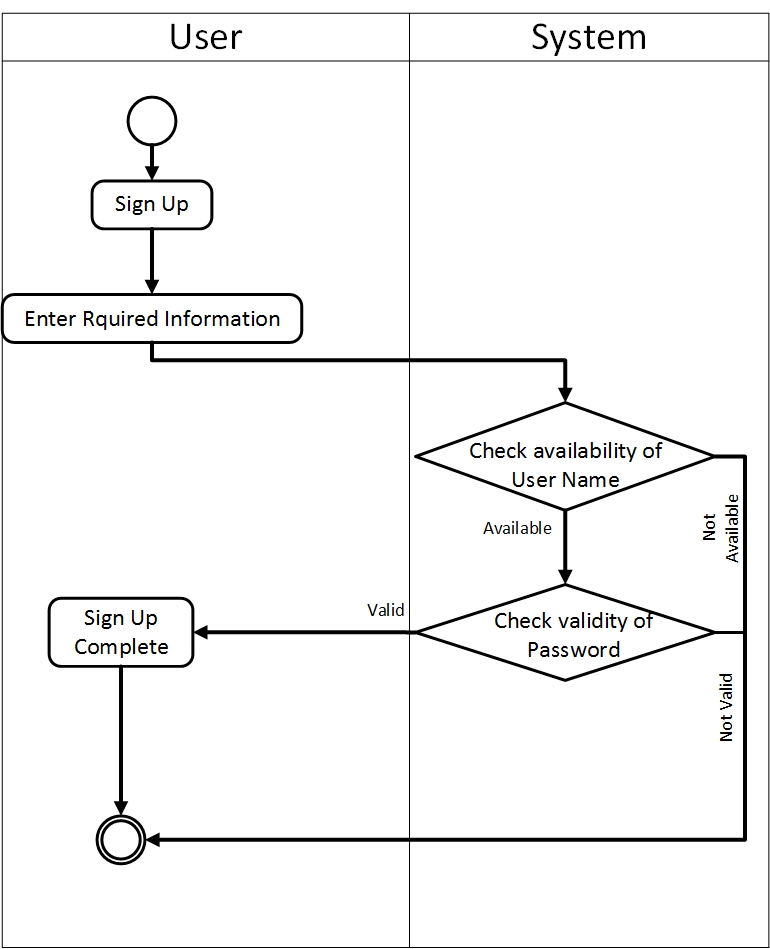 User
System
Sign Up
Enter Rquired Information
Check availability of
User Name
Not
Available
Available
Valid
Sign Up
Complete
Check validity of
Password
Not Valid